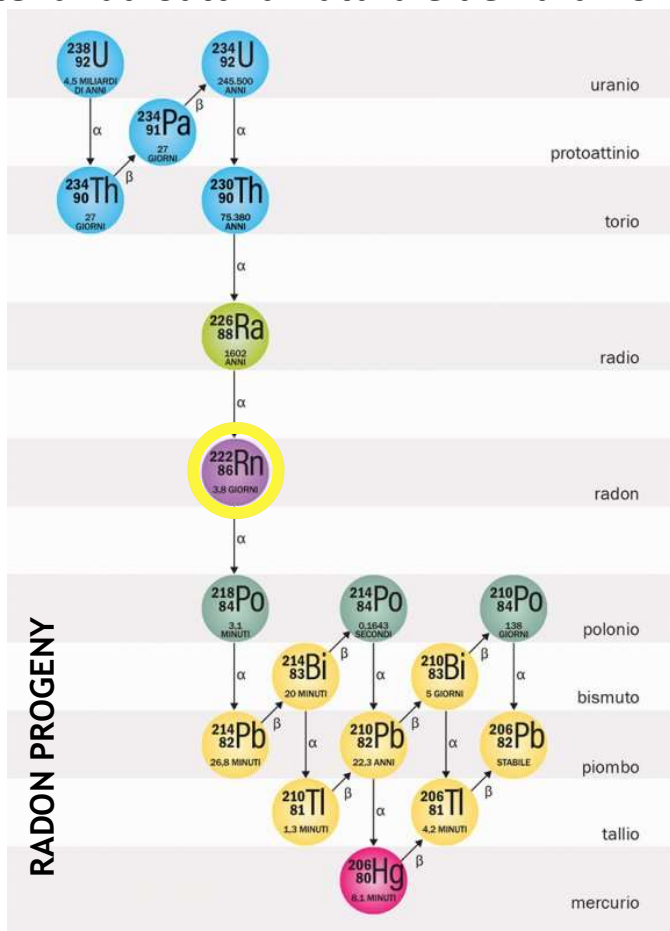 238
92 U
4,5 MILIARDI
DI ANNI
234
92 U
245.500
ANNI
uranio
α
β
α
234
91 Pa
27
GIORNI
protoattinio
β
234
90 Th
27
GIORNI
230
90 Th
75.380
ANNI
torio
α
226
88 Ra
1602
ANNI
radio
α
222
86 Rn
3,8 GIORNI
radon
α
218
84 Po
3,1
MINUTI
214
84 Po
0,1643
SECONDI
210
84 Po
138
GIORNI
polonio
α
β
α
β
α
214
83 Bi
20 MINUTI
210
83 Bi
5 GIORNI
bismuto
β
β
214
82 Pb
26,8 MINUTI
α
210
82 Pb
22,3 ANNI
α
206
82 Pb
STABILE
piombo
β
β
210
81 Tl
1,3 MINUTI
α
206
81 Tl
4,2 MINUTI
tallio
β
206
80 Hg
8,1 MINUTI
mercurio
RADON PROGENY